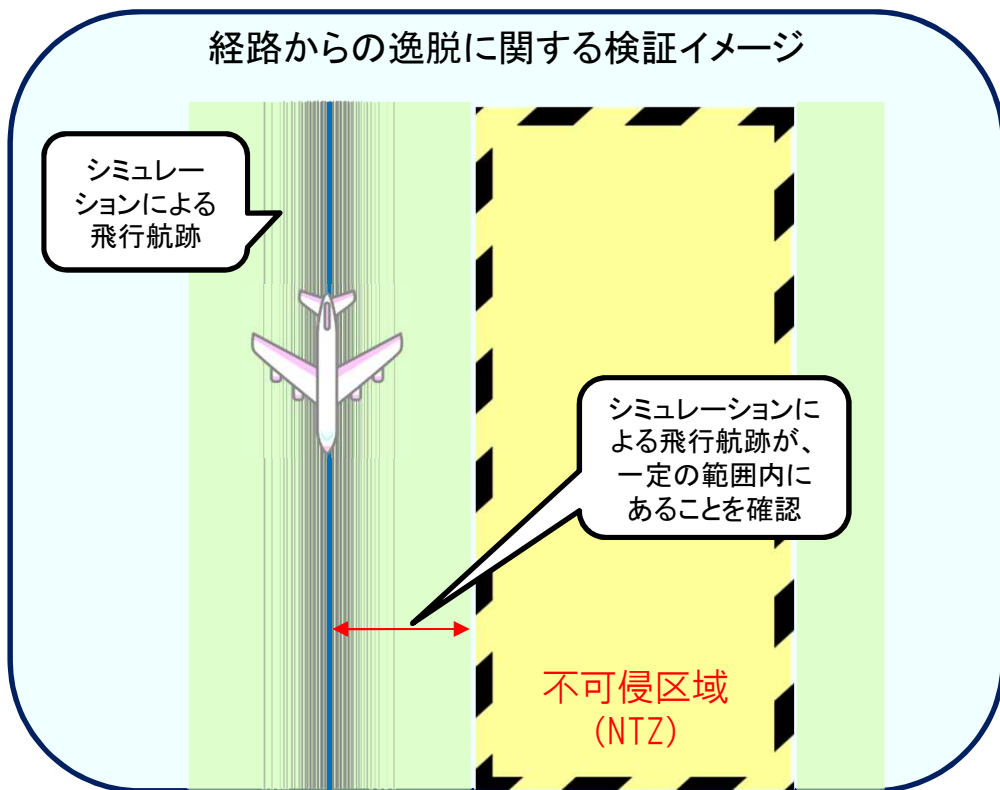 経路からの逸脱に関する検証イメージ
シミュレー
ションによる
飛行航跡
シミュレーションに
よる飛行航跡が、
一定の範囲内に
あることを確認
不可侵区域
(NTZ)